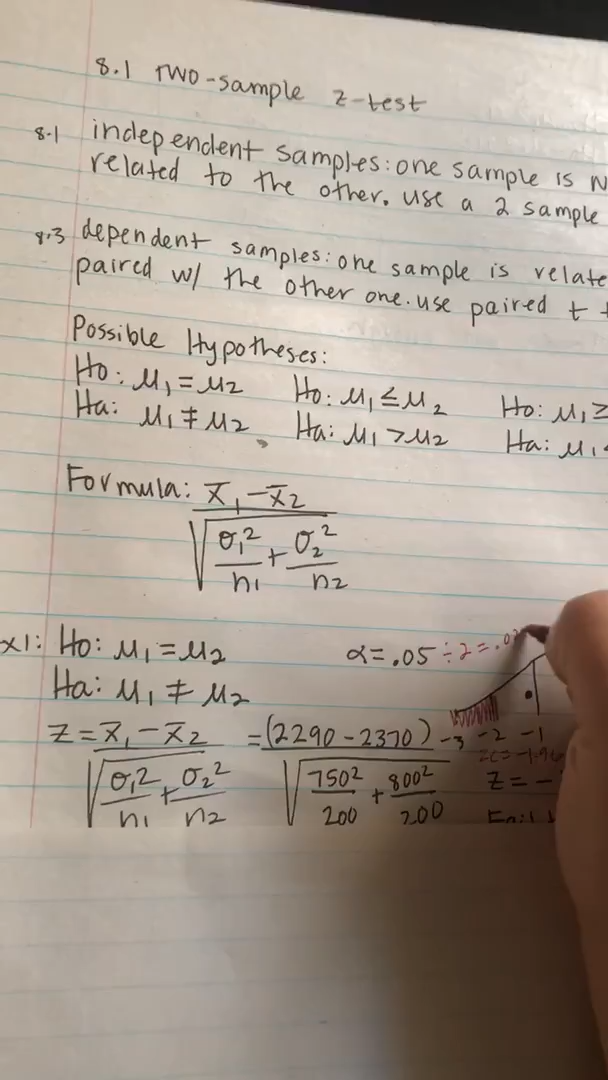 8.1 Two-sample z-test
8.1 independent samples: one sample is
related to the other. use a 2 sample
8.3 dependent samples: one sample is
paired w/ the other one. use paired t
Possible Hypotheses:
Ho: μ₁ = μ₂ Ho: μ₁ ≤ μ₂ Ho: μ₁ ≥
Ha: μ₁ ≠ μ₂ Ha: μ₁ > μ₂ Ha: μ₁ <
Formula: x̄₁ - x̄₂
σ₁² + σ₂²
n₁ n₂
x1: Ho: μ₁ = μ₂ α = .05 ÷ 2 =
Ha: μ₁ ≠ μ₂
z = x̄₁ - x̄₂ = (2290 - 2370) -3 -2 -1
√ σ₁² + σ₂² √ 750² + 800² z = -
n₁ n₂ 200 200